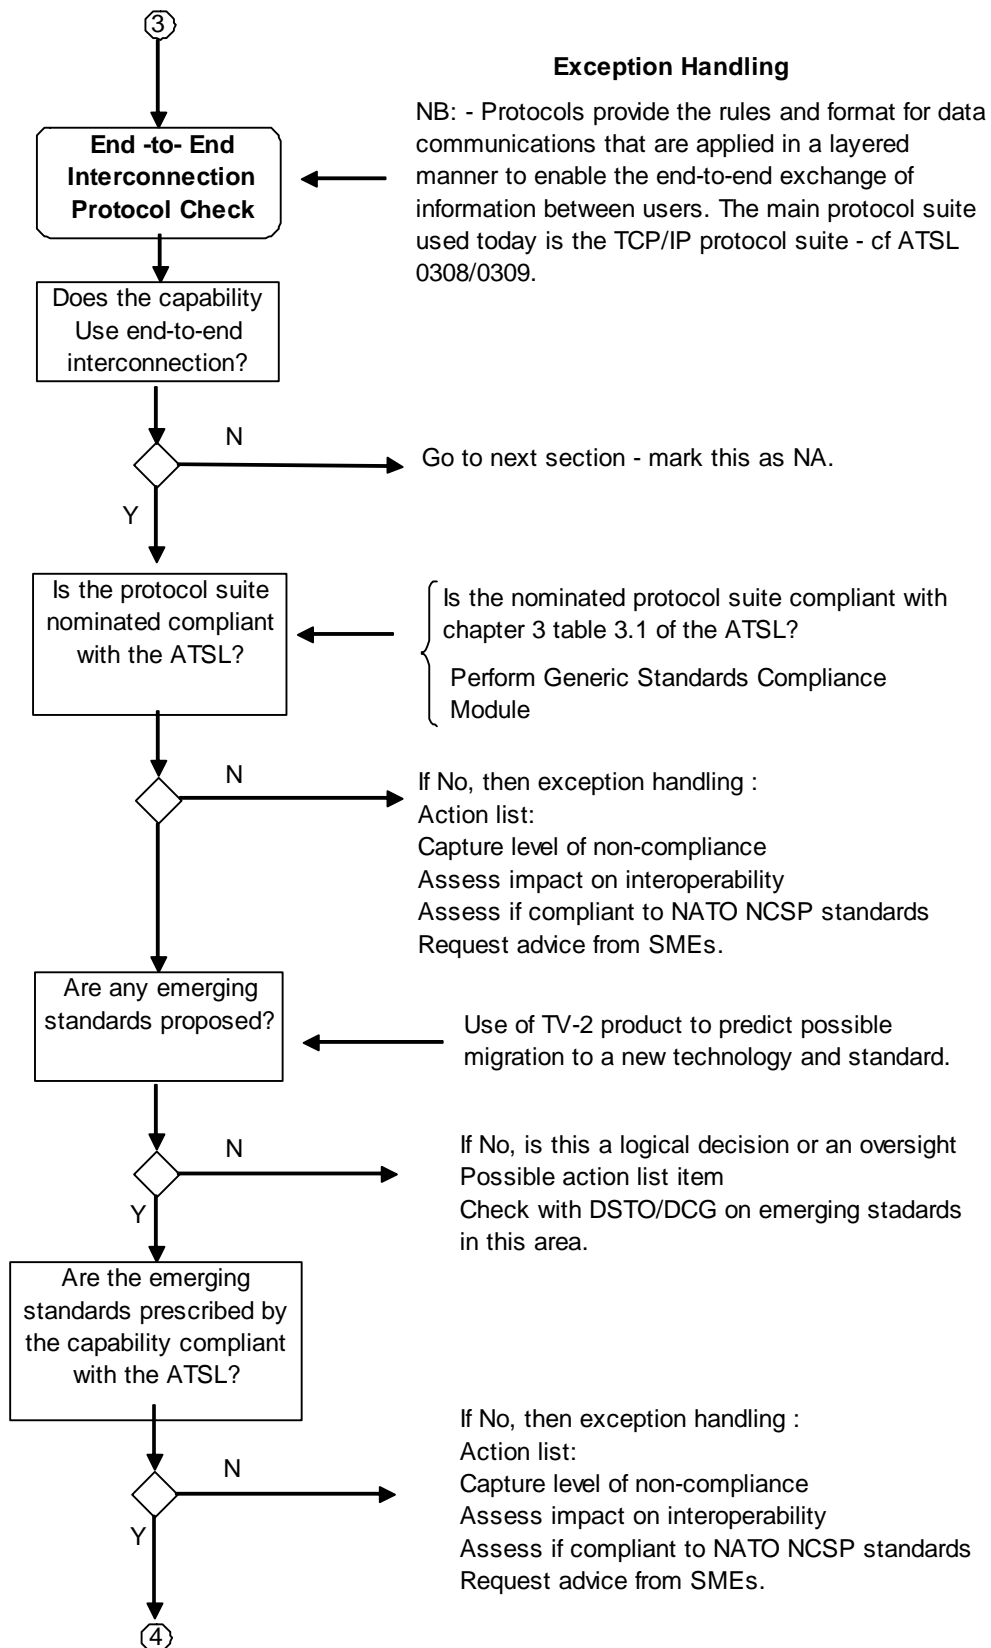 3
Exception Handling
End -to- End
Interconnection
Protocol Check
NB: - Protocols provide the rules and format for data
communications that are applied in a layered
manner to enable the end-to-end exchange of
information between users. The main protocol suite
used today is the TCP/IP protocol suite - cf ATSL
0308/0309.
Does the capability
Use end-to-end
interconnection?
N
Go to next section - mark this as NA.
Y
Is the protocol suite
nominated compliant
with the ATSL?
Is the nominated protocol suite compliant with
chapter 3 table 3.1 of the ATSL?
Perform Generic Standards Compliance
Module
N
If No, then exception handling :
Action list:
Capture level of non-compliance
Assess impact on interoperability
Assess if compliant to NATO NCSP standards
Request advice from SMEs.
Are any emerging
standards proposed?
Use of TV-2 product to predict possible
migration to a new technology and standard.
N
If No, is this a logical decision or an oversight
Possible action list item
Check with DSTO/DCG on emerging stadards
in this area.
Y
Are the emerging
standards prescribed by
the capability compliant
with the ATSL?
N
If No, then exception handling :
Action list:
Capture level of non-compliance
Assess impact on interoperability
Assess if compliant to NATO NCSP standards
Request advice from SMEs.
Y
4